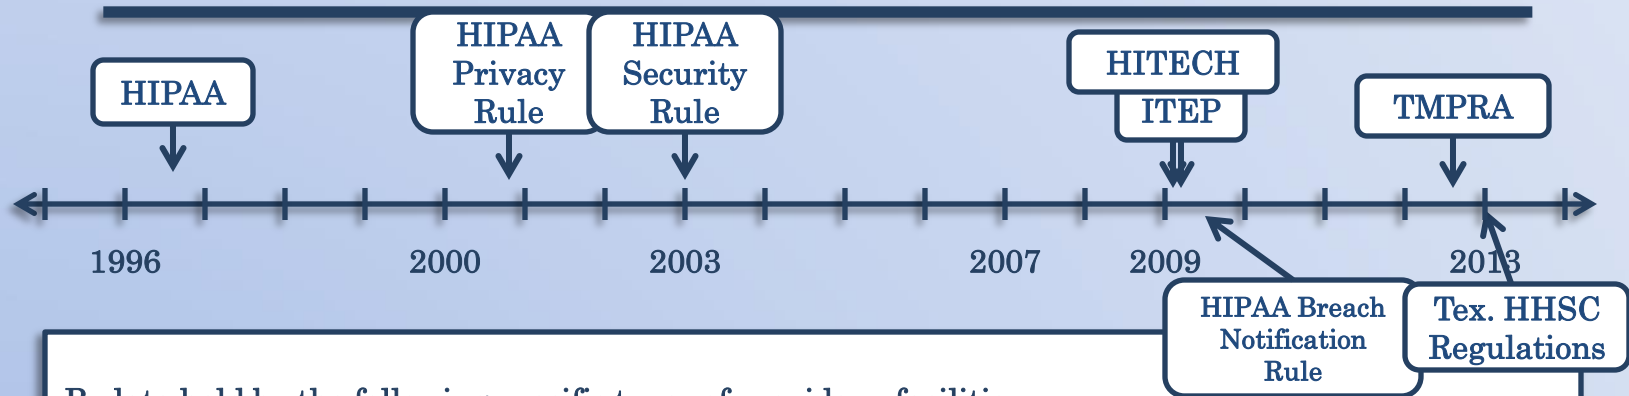 HIPAA
HIPAA
Privacy
Rule
HIPAA
Security
Rule
HITECH
ITEP
TMPRA
1996
2000
2003
2007
2009
2013
HIPAA Breach
Notification
Rule
Tex. HHSC
Regulations